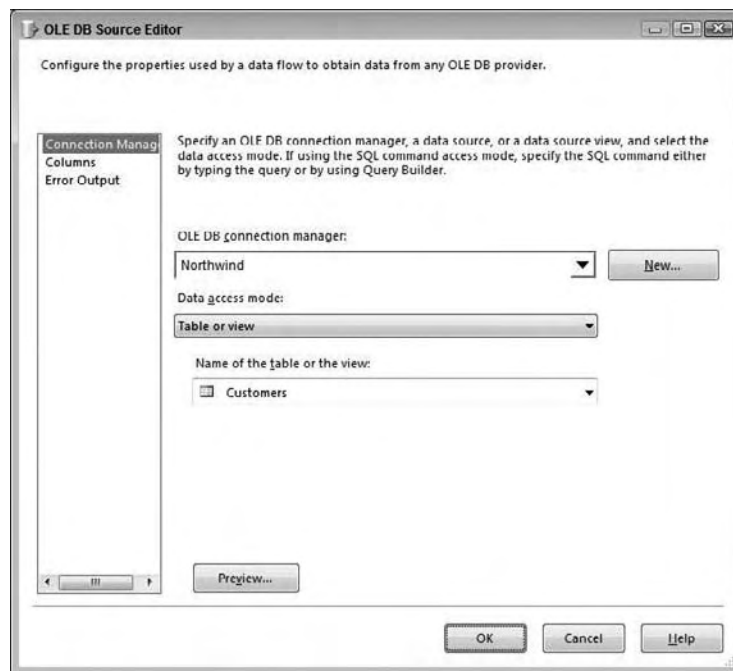 OLE DB Source Editor
Configure the properties used by a data flow to obtain data from any OLE DB provider.
Connection Manag
Columns
Error Output
Specify an OLE DB connection manager, a data source, or a data source view, and select the
data access mode. If using the SQL command access mode, specify the SQL command either
by typing the query or by using Query Builder.
OLE DB connection manager:
Northwind
New...
Data access mode:
Table or view
Name of the table or the view:
Customers
Preview...
OK
Cancel
Help